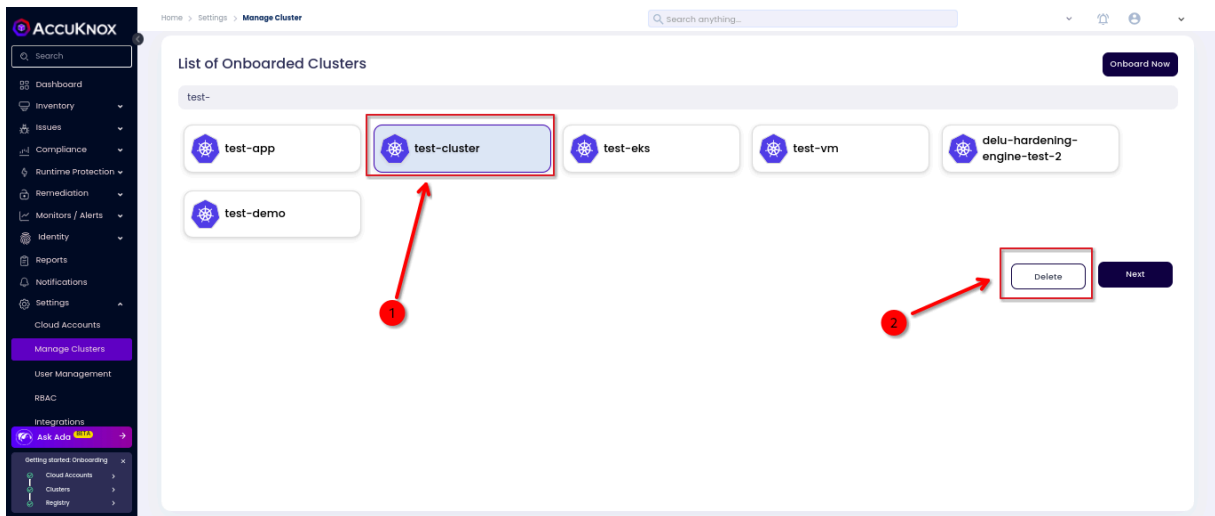 Home > Settings > Manage Cluster
Search anything...
ACCUKNOX
Search
Dashboard
Inventory
Issues
Compliance
Runtime Protection
Remediation
Monitors / Alerts
Identity
Reports
Notifications
Settings
Cloud Accounts
Manage Clusters
User Management
RBAC
Integrations
Ask Ada BETA
Getting started: Onboarding x
Cloud Accounts >
Clusters >
Registry >
List of Onboarded Clusters
Onboard Now
test-
test-app
test-cluster
test-eks
test-vm
delu-hardening-
engine-test-2
test-demo
Delete
Next
1
2